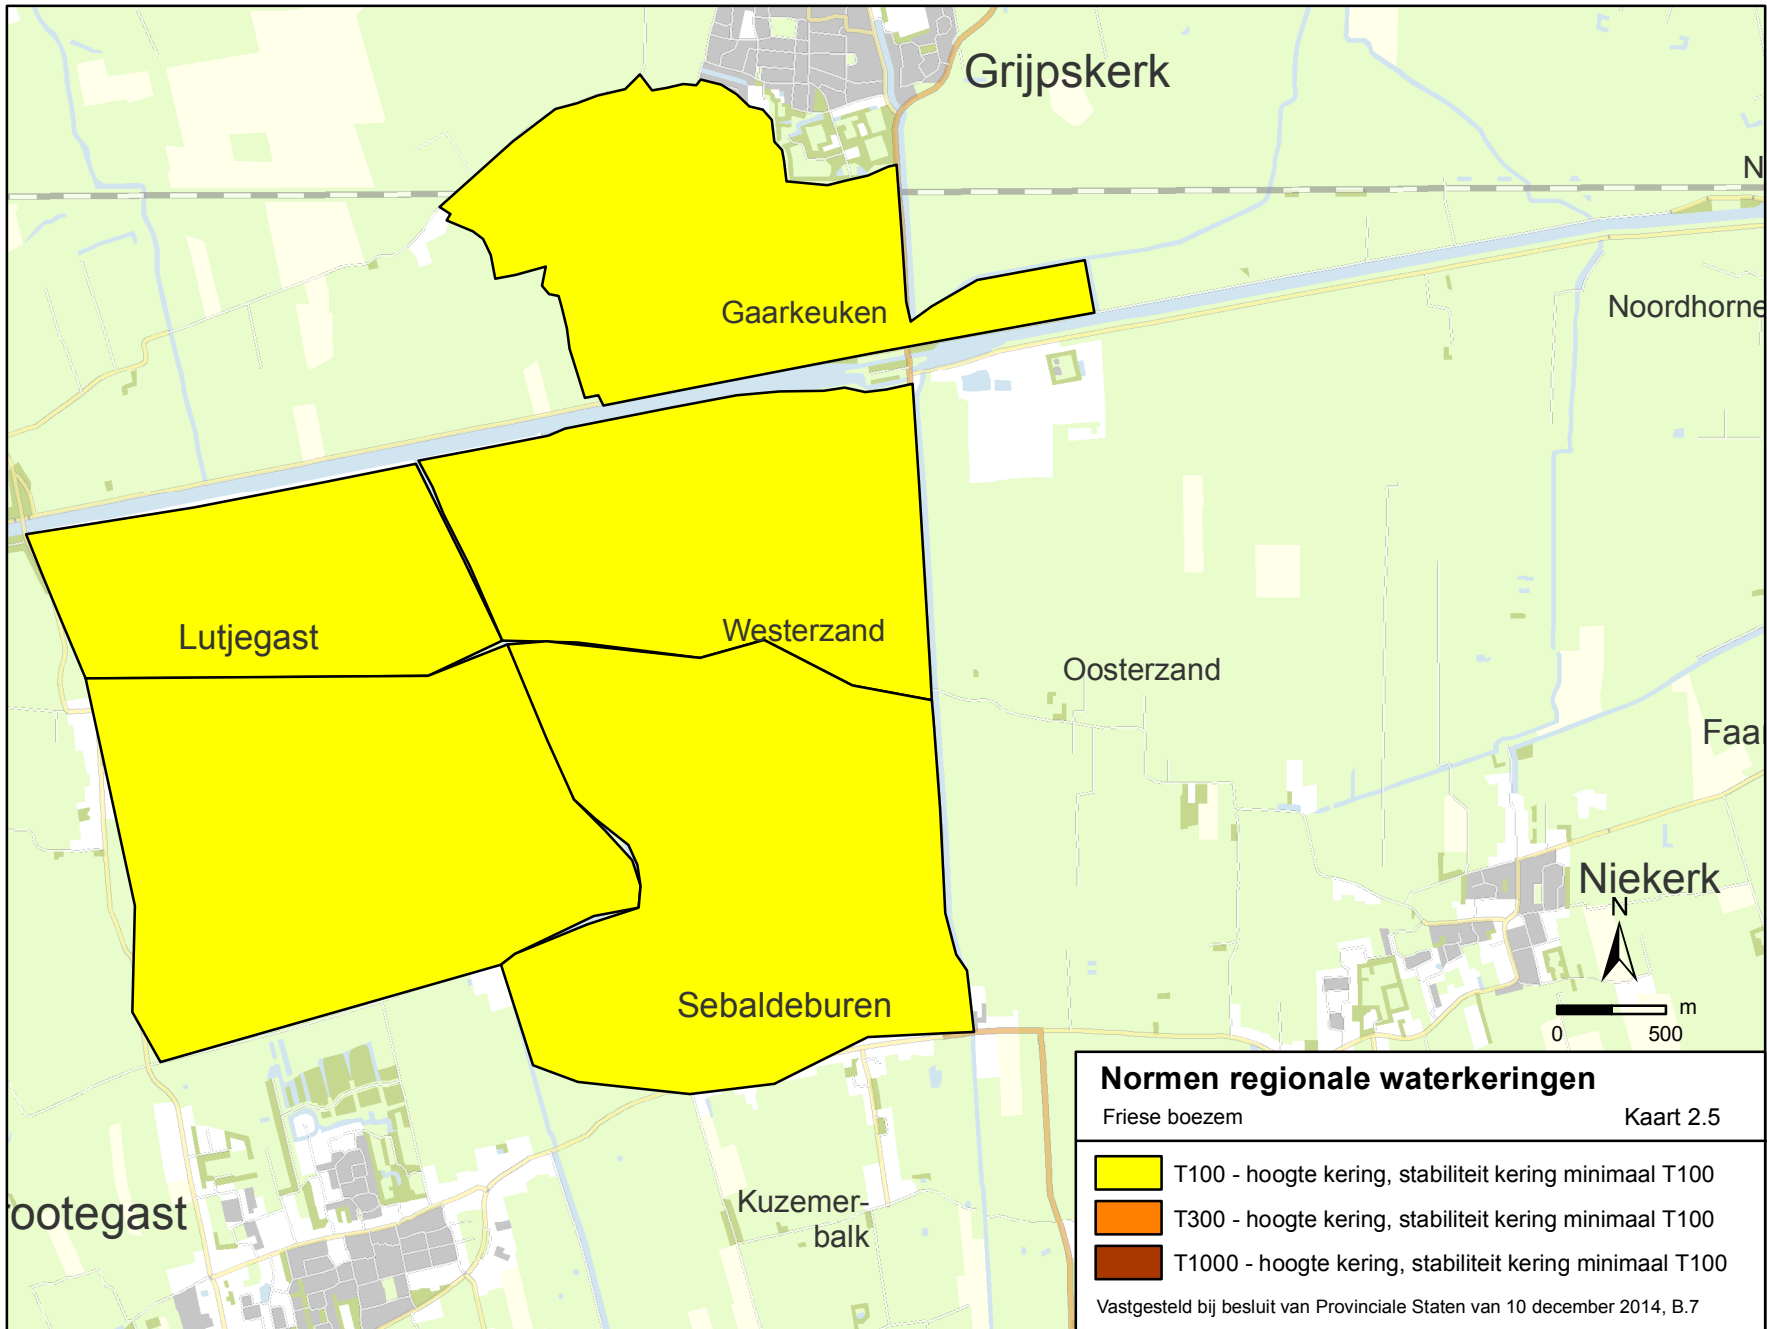 Grijpskerk
N
Gaarkeuken
Noordhorne
Lutjegast
Westerzand
Oosterzand
Faa
Niekerk
N
m
0 500
Sebaldeburen
Kuzemer-
balk
ootegast
Normen regionale waterkeringen
Friese boezem
Kaart 2.5
T100 - hoogte kering, stabiliteit kering minimaal T100
T300 - hoogte kering, stabiliteit kering minimaal T100
T1000 - hoogte kering, stabiliteit kering minimaal T100
Vastgesteld bij besluit van Provinciale Staten van 10 december 2014, B.7